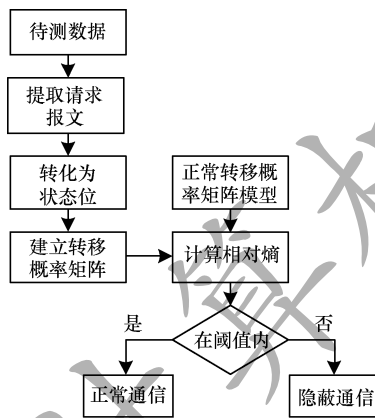 待测数据
提取请求
报文
转化为
状态位
正常转移概
率矩阵模型
建立转移
概率矩阵
计算相对熵
在阈值内
是
否
正常通信
隐蔽通信